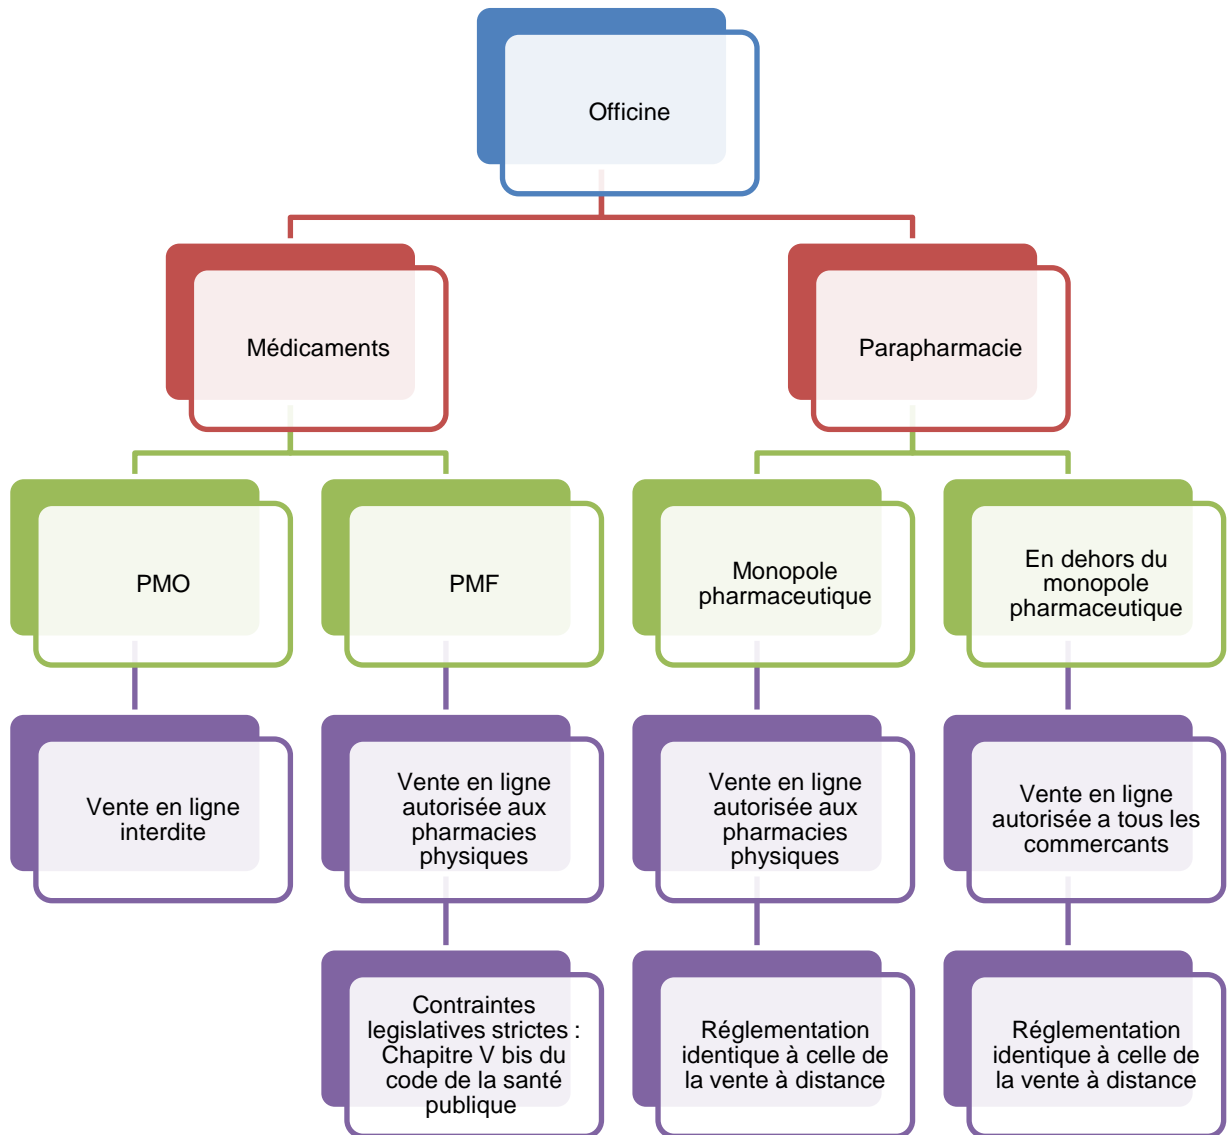 Officine
Médicaments
Parapharmacie
PMO
PMF
Monopole
pharmaceutique
En dehors du
monopole
pharmaceutique
Vente en ligne
interdite
Vente en ligne
autorisée aux
pharmacies
physiques
Vente en ligne
autorisée aux
pharmacies
physiques
Vente en ligne
autorisée a tous les
commercants
Contraintes
legislatives strictes :
Chapitre V bis du
code de la santé
publique
Réglementation
identique à celle de
la vente à distance
Réglementation
identique à celle de
la vente à distance